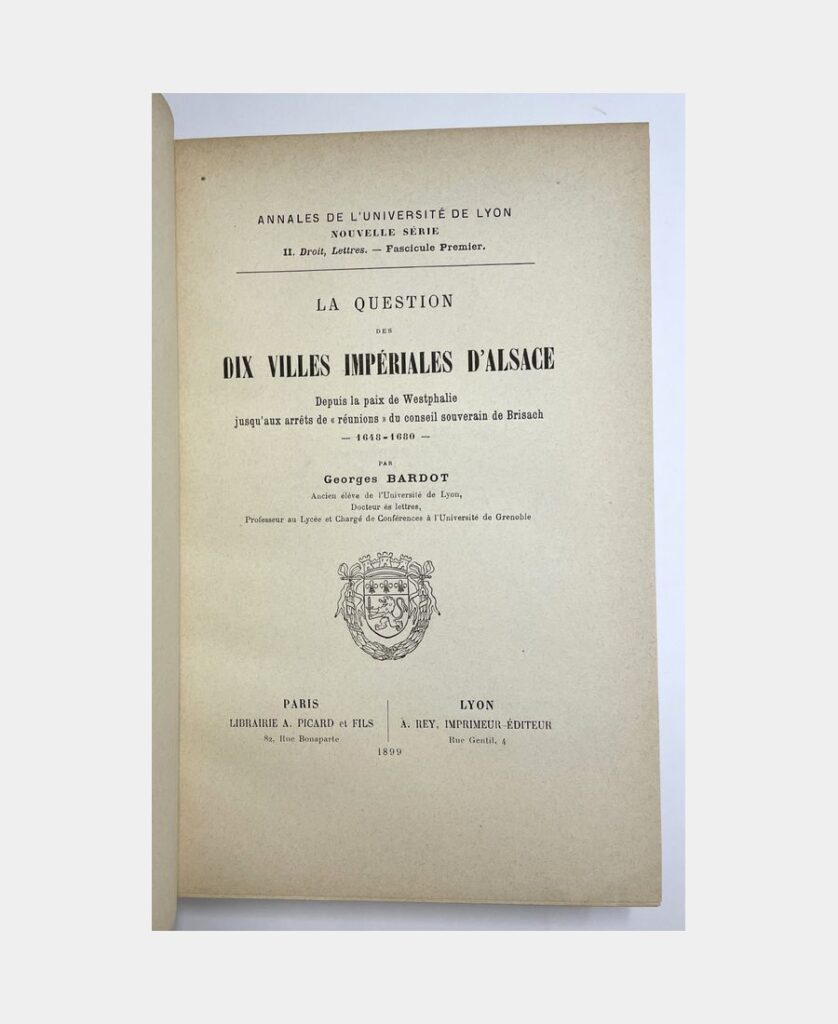 ANNALES DE L'UNIVERSITÉ DE LYON
NOUVELLE SÉRIE
II. Droit, Lettres. — Fascicule Premier.
LA QUESTION
DES
DIX VILLES IMPÉRIALES D'ALSACE
Depuis la paix de Westphalie
jusqu'aux arrêts de « réunions » du conseil souverain de Brisach
— 1648-1680 —
PAR
Georges BARDOT
Ancien élève de l'Université de Lyon,
Docteur ès lettres,
Professeur au Lycée et Chargé de Conférences à l'Université de Grenoble
PARIS
LIBRAIRIE A. PICARD et FILS
82, Rue Bonaparte
LYON
A. REY, IMPRIMEUR-ÉDITEUR
Rue Gentil, 4
1899